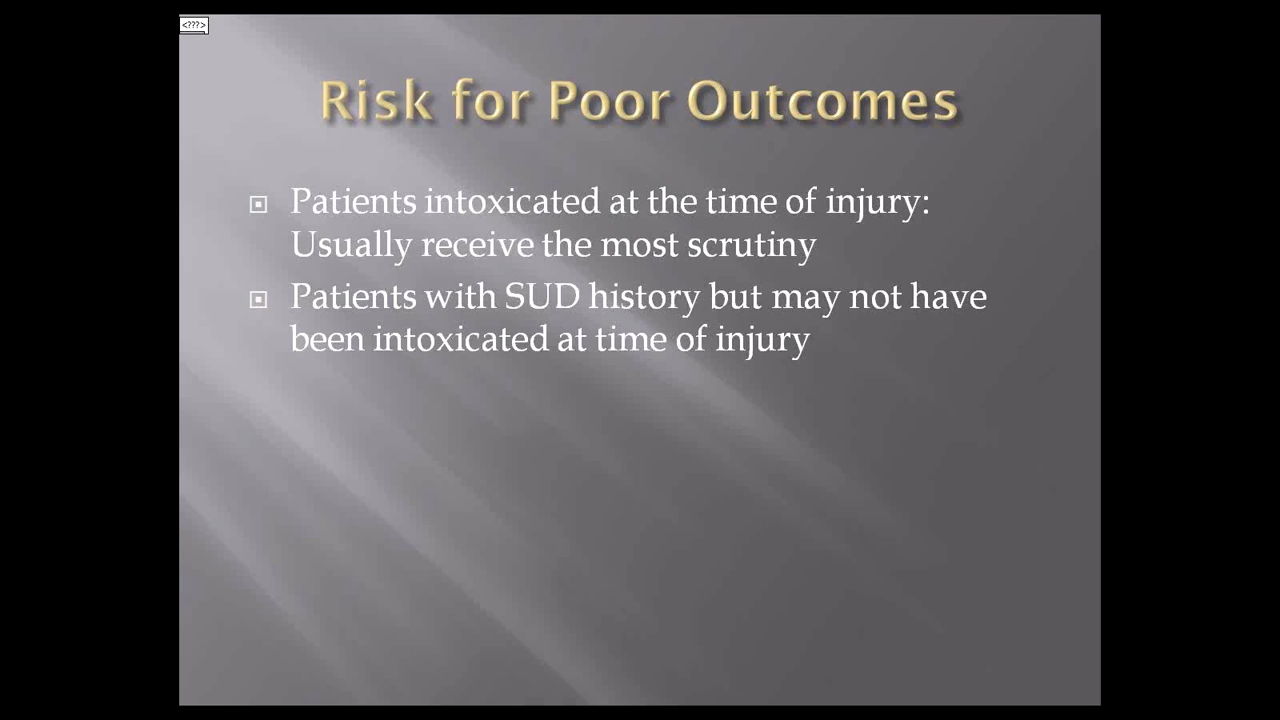 <???>
Risk for Poor Outcomes
Patients intoxicated at the time of injury:
Usually receive the most scrutiny
Patients with SUD history but may not have
been intoxicated at time of injury